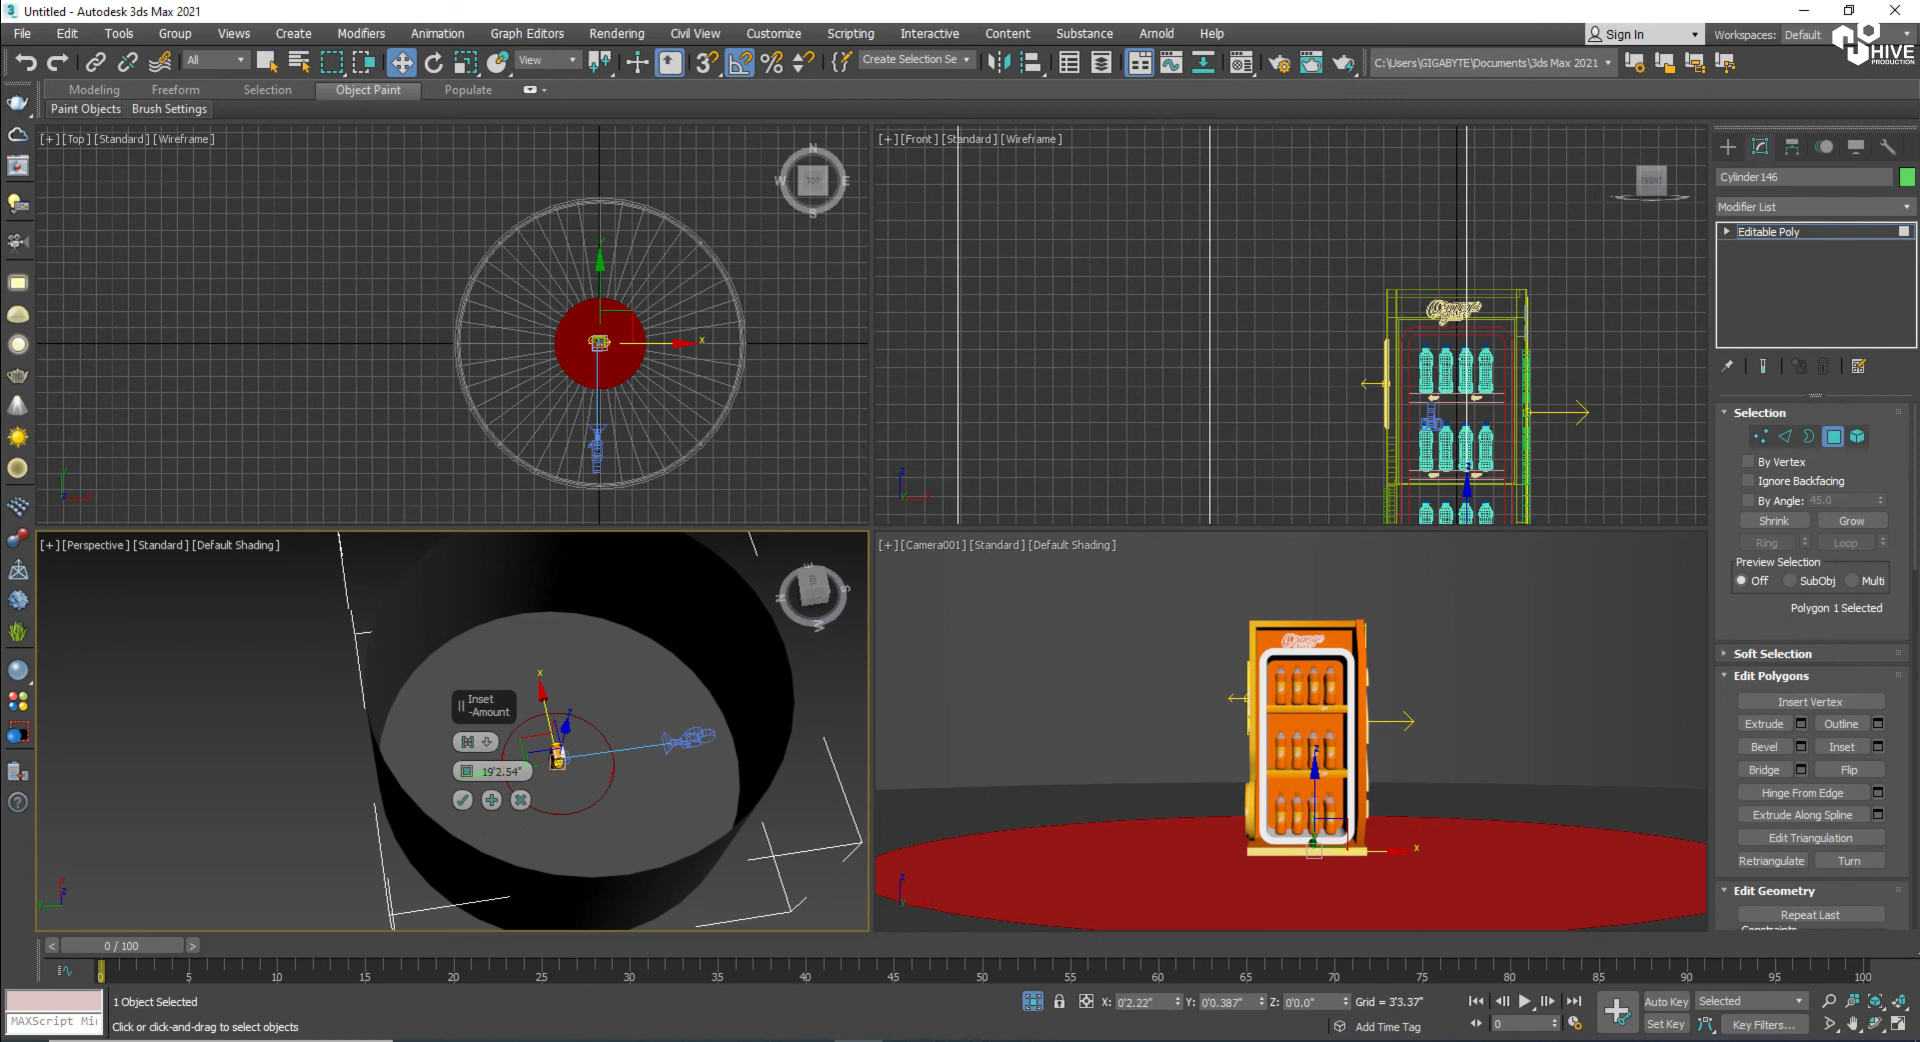 Untitled - Autodesk 3ds Max 2021
File Edit Tools Group Views Create Modifiers Animation Graph Editors Rendering Civil View Customize Scripting Interactive Content Substance Arnold Help
Sign In Workspaces: Default
HIVE
PRODUCTION
All View Create Selection Se C:\Users\GIGABYTE\Documents\3ds Max 2021
Modeling Freeform Selection Object Paint Populate
Paint Objects Brush Settings
[+] [Top] [Standard] [Wireframe]
[+] [Front] [Standard] [Wireframe]
N
W TOP E
S
FRONT
Cylinder146
Modifier List
Editable Poly
y
x
Orange
Selection
By Vertex
Ignore Backfacing
By Angle: 45.0
Shrink Grow
Ring Loop
Preview Selection
Off SubObj Multi
Polygon 1 Selected
Soft Selection
Edit Polygons
Insert Vertex
Extrude Outline
Bevel Inset
Bridge Flip
Hinge From Edge
Extrude Along Spline
Edit Triangulation
Retriangulate Turn
Edit Geometry
Repeat Last
Constraints
[+] [Perspective] [Standard] [Default Shading]
[+] [Camera001] [Standard] [Default Shading]
Inset
-Amount
19'2.54"
Orange
0 / 100
0 5 10 15 20 25 30 35 40 45 50 55 60 65 70 75 80 85 90 95 100
1 Object Selected
X: 0'2.22" Y: 0'0.387" Z: 0'0.0" Grid = 3'3.37"
Auto Key Selected
MAXScript Mi
Click or click-and-drag to select objects
Add Time Tag
0
Set Key Key Filters...